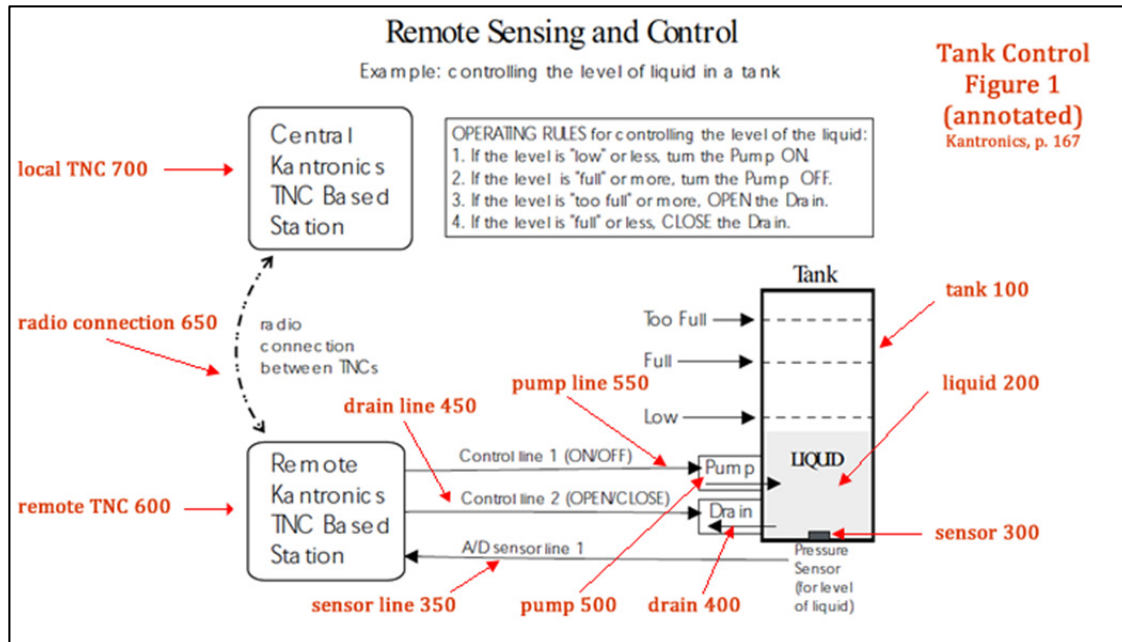 Remote Sensing and Control
Example: controlling the level of liquid in a tank
Tank Control
Figure 1
(annotated)
Kantronics, p. 167
local TNC 700
Central
Kantronics
TNC Based
Station
OPERATING RULES for controlling the level of the liquid:
1. If the level is "low" or less, turn the Pump ON.
2. If the level is "full" or more, turn the Pump OFF.
3. If the level is "too full" or more, OPEN the Drain.
4. If the level is "full" or less, CLOSE the Drain.
radio connection 650
radio
connection
between TNCs
Tank
tank 100
Too Full
Full
Low
liquid 200
pump line 550
drain line 450
remote TNC 600
Remote
Kantronics
TNC Based
Station
Control line 1 (ON/OFF)
Control line 2 (OPEN/CLOSE)
A/D sensor line 1
Pump
Drain
LIQUID
sensor 300
Pressure
Sensor
(for level
of liquid)
sensor line 350
pump 500
drain 400